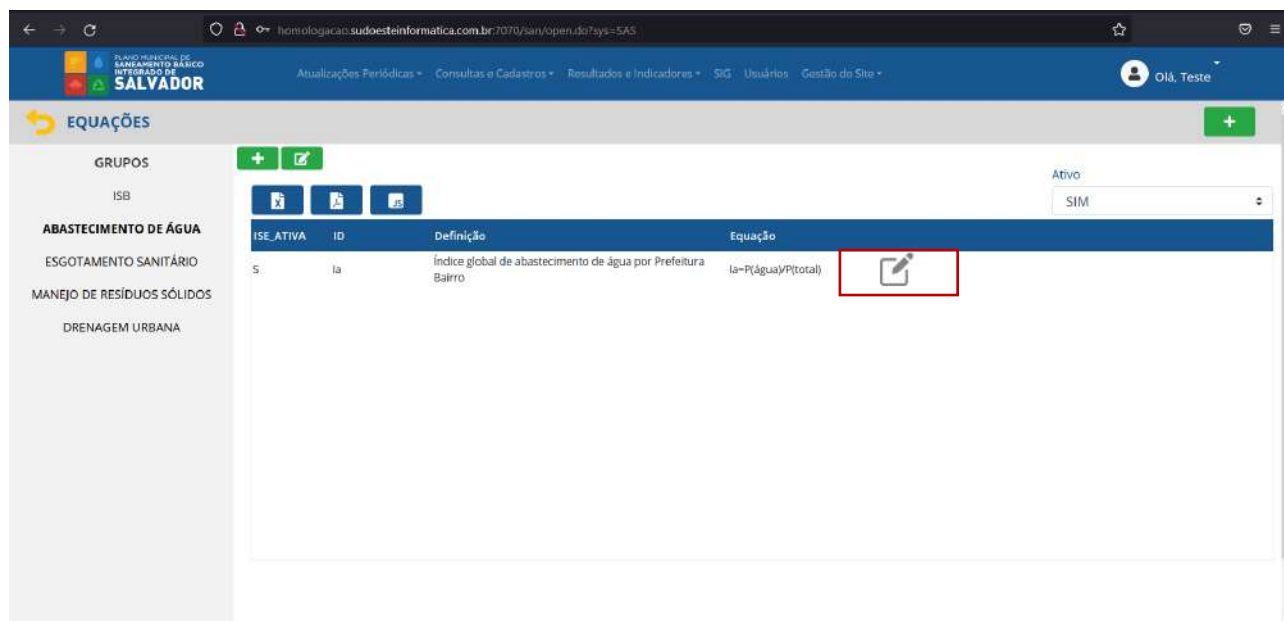 homologacao.sudoesteinformatica.com.br:7070/san/open.do?sys=SAS
PLANO MUNICIPAL DE
SANEAMENTO BÁSICO
INTEGRADO DE
SALVADOR
Atualizações Periódicas
Consultas e Cadastros
Resultados e Indicadores
SIG
Usuários
Gestão do Site
Olá, Teste
EQUAÇÕES
+
GRUPOS
ISB
ABASTECIMENTO DE ÁGUA
ESGOTAMENTO SANITÁRIO
MANEJO DE RESÍDUOS SÓLIDOS
DRENAGEM URBANA
+
X
JS
Ativo
SIM
ISE_ATIVA ID Definição Equação
S Ia Índice global de abastecimento de água por Prefeitura Ia=P(água)/P(total)
Bairro